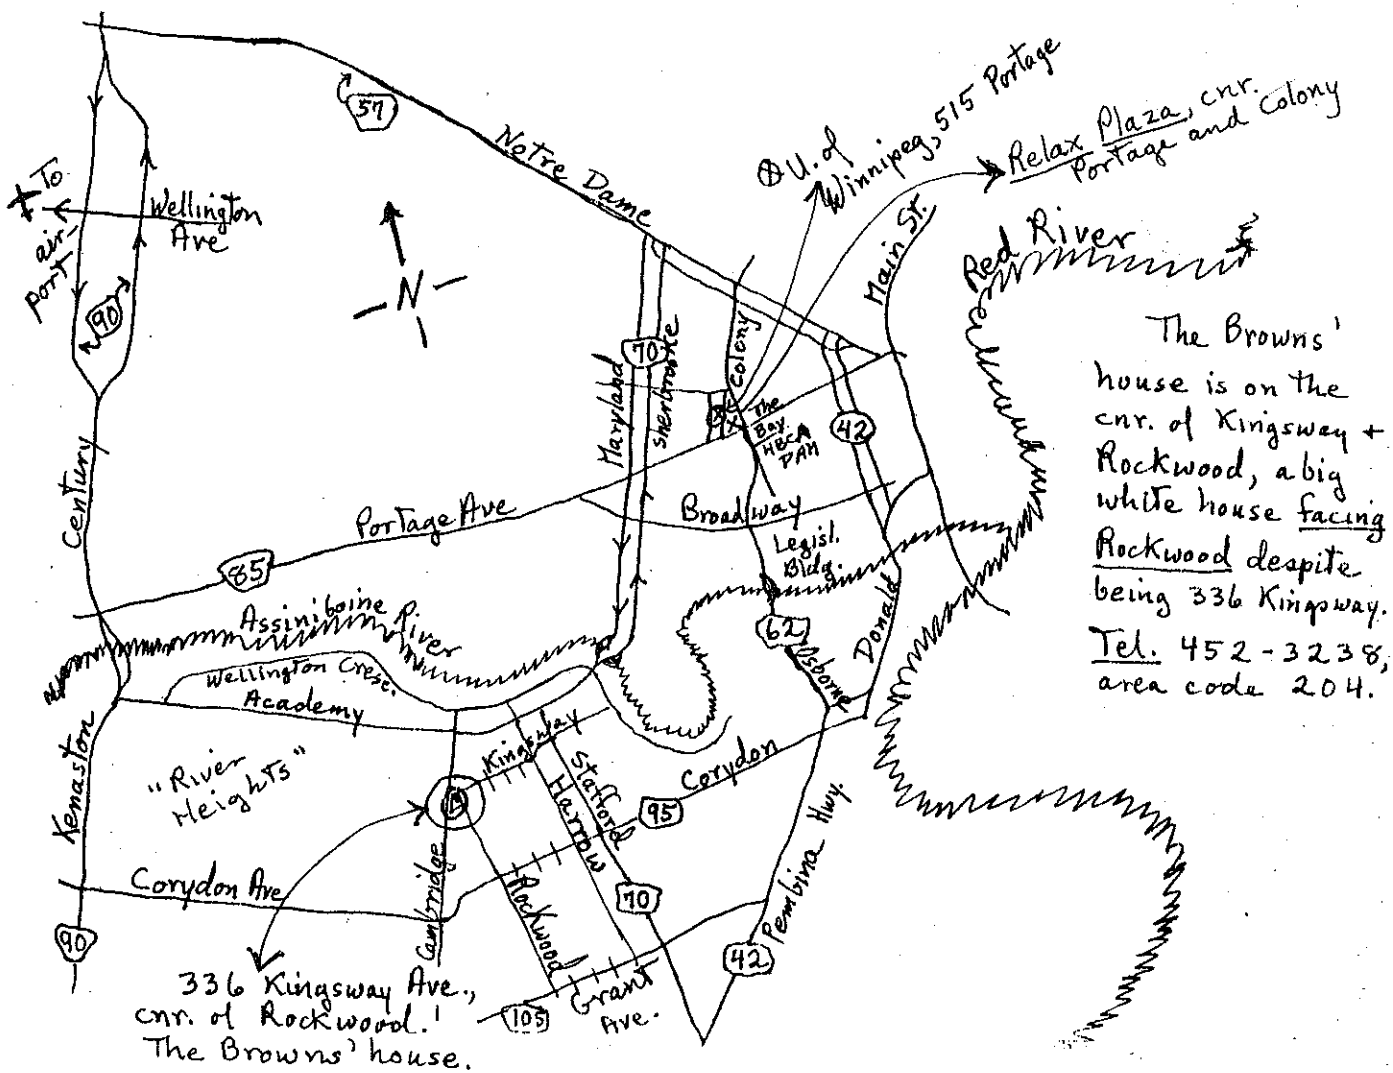 57
Notre Dame
⊗ U. of
Winnipeg, 515 Portage
Relax Plaza, cnr.
Portage and Colony
To
air-
port
Wellington
Ave
90
N
Main St.
Red River
Maryland
70
Sherbrooke
Colony
The
Bay.
HBCA
PAM
42
The Browns'
house is on the
cnr. of Kingsway +
Rockwood, a big
white house facing
Rockwood despite
being 336 Kingsway.
Tel. 452-3238,
area code 204.
Century
Portage Ave
Broadway
Legisl.
Bldg.
85
Assiniboine
River
62
Osborne
Donald
Wellington Cresc.
Academy
Kenaston
"River
Heights"
Kingsway
Stafford
Harrow
Corydon
95
Pembina Hwy.
Corydon Ave
Cambridge
Rockwood
70
90
42
Grant
Ave.
105
336 Kingsway Ave.,
cnr. of Rockwood.!
The Browns' house.